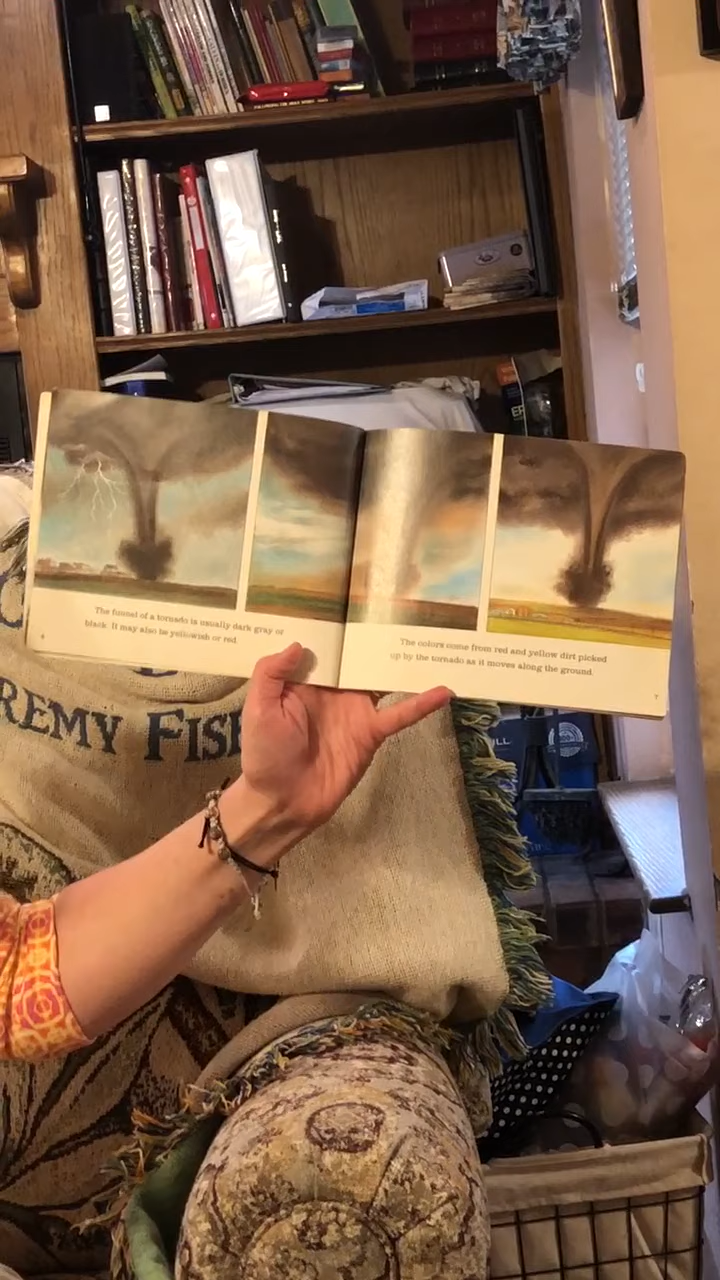 The funnel of a tornado is usually dark gray or
black. It may also be yellowish or red.
6
The colors come from red and yellow dirt picked
up by the tornado as it moves along the ground.
7
REMY FISH